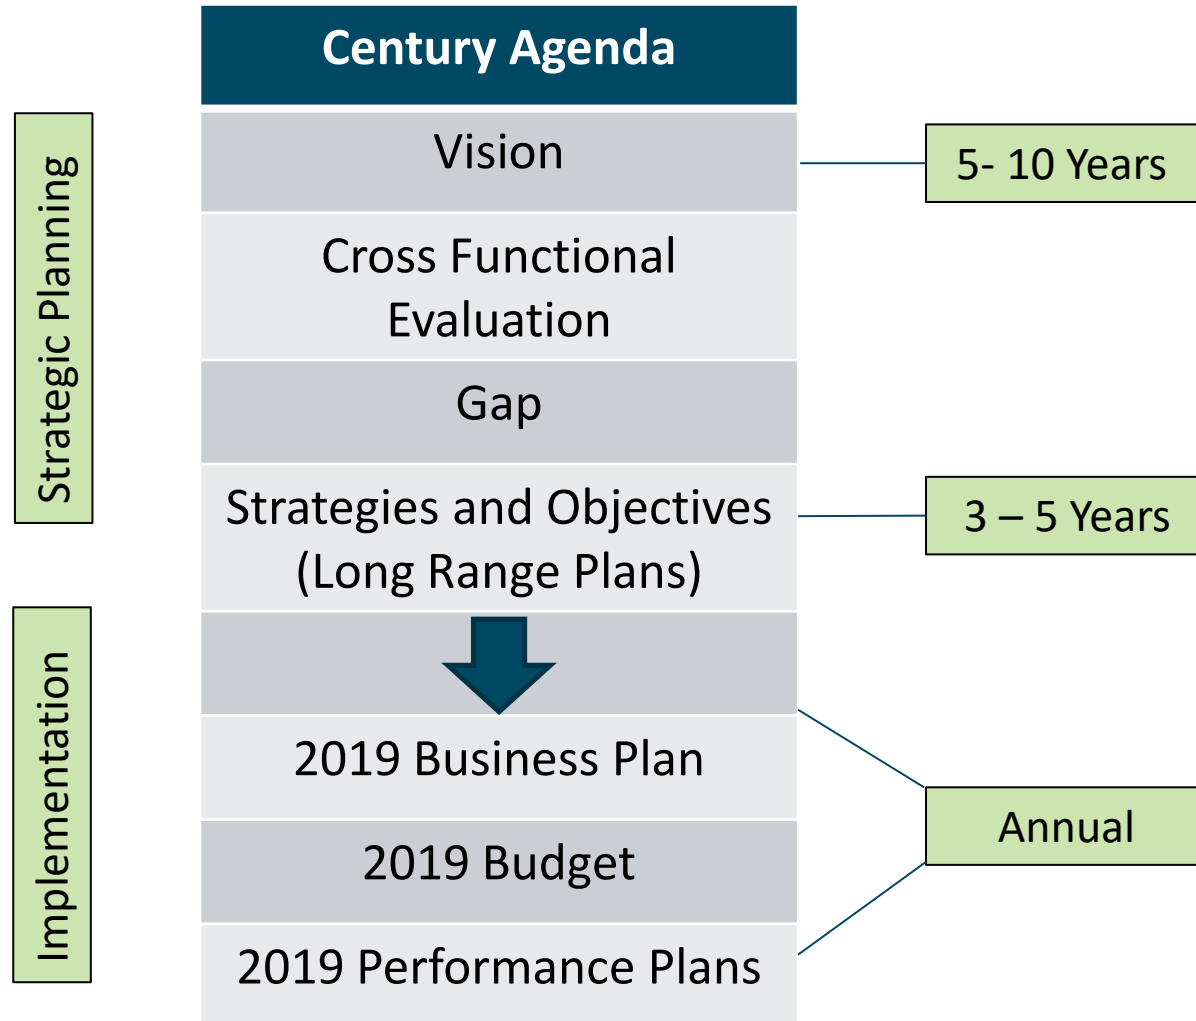 Century Agenda
Strategic Planning
Vision
5- 10 Years
Cross Functional
Evaluation
Gap
Strategies and Objectives
(Long Range Plans)
3 – 5 Years
Implementation
2019 Business Plan
Annual
2019 Budget
2019 Performance Plans